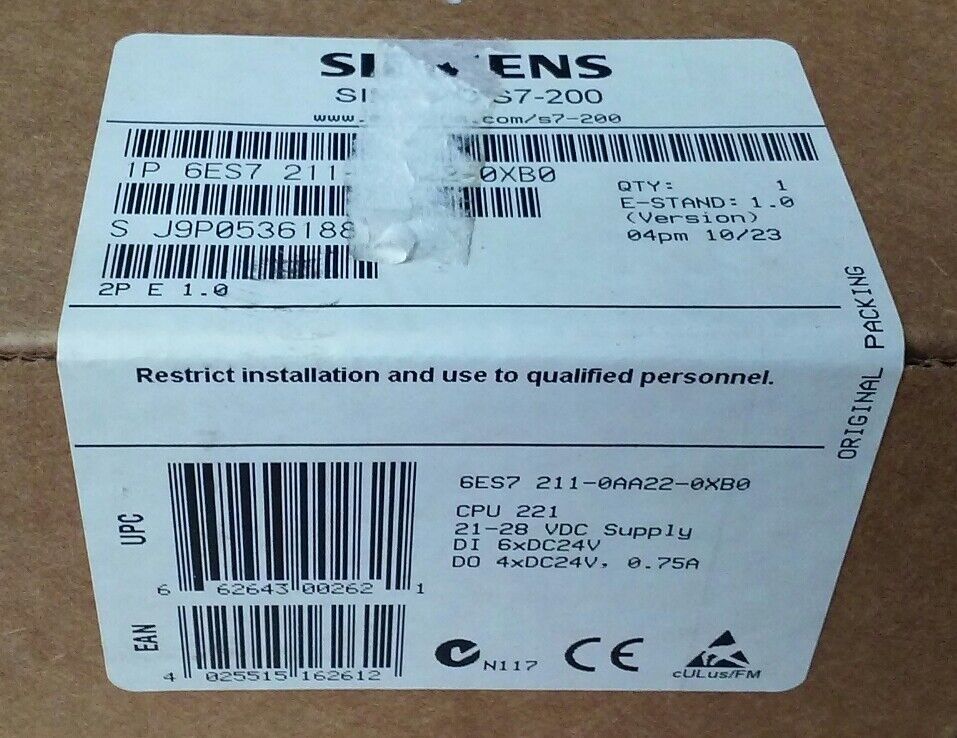 SI ENS
SI S7-200
www. .com/s7-200
1P 6ES7 211- -0XB0
S J9P0536188
2P E 1.0
QTY: 1
E-STAND: 1.0
(Version)
04pm 10/23
ORIGINAL PACKING
Restrict installation and use to qualified personnel.
UPC
6 62643 00262 1
EAN
4 025515 162612
6ES7 211-0AA22-0XB0
CPU 221
21-28 VDC Supply
DI 6xDC24V
DO 4xDC24V, 0.75A
N117 CE
cULus/FM